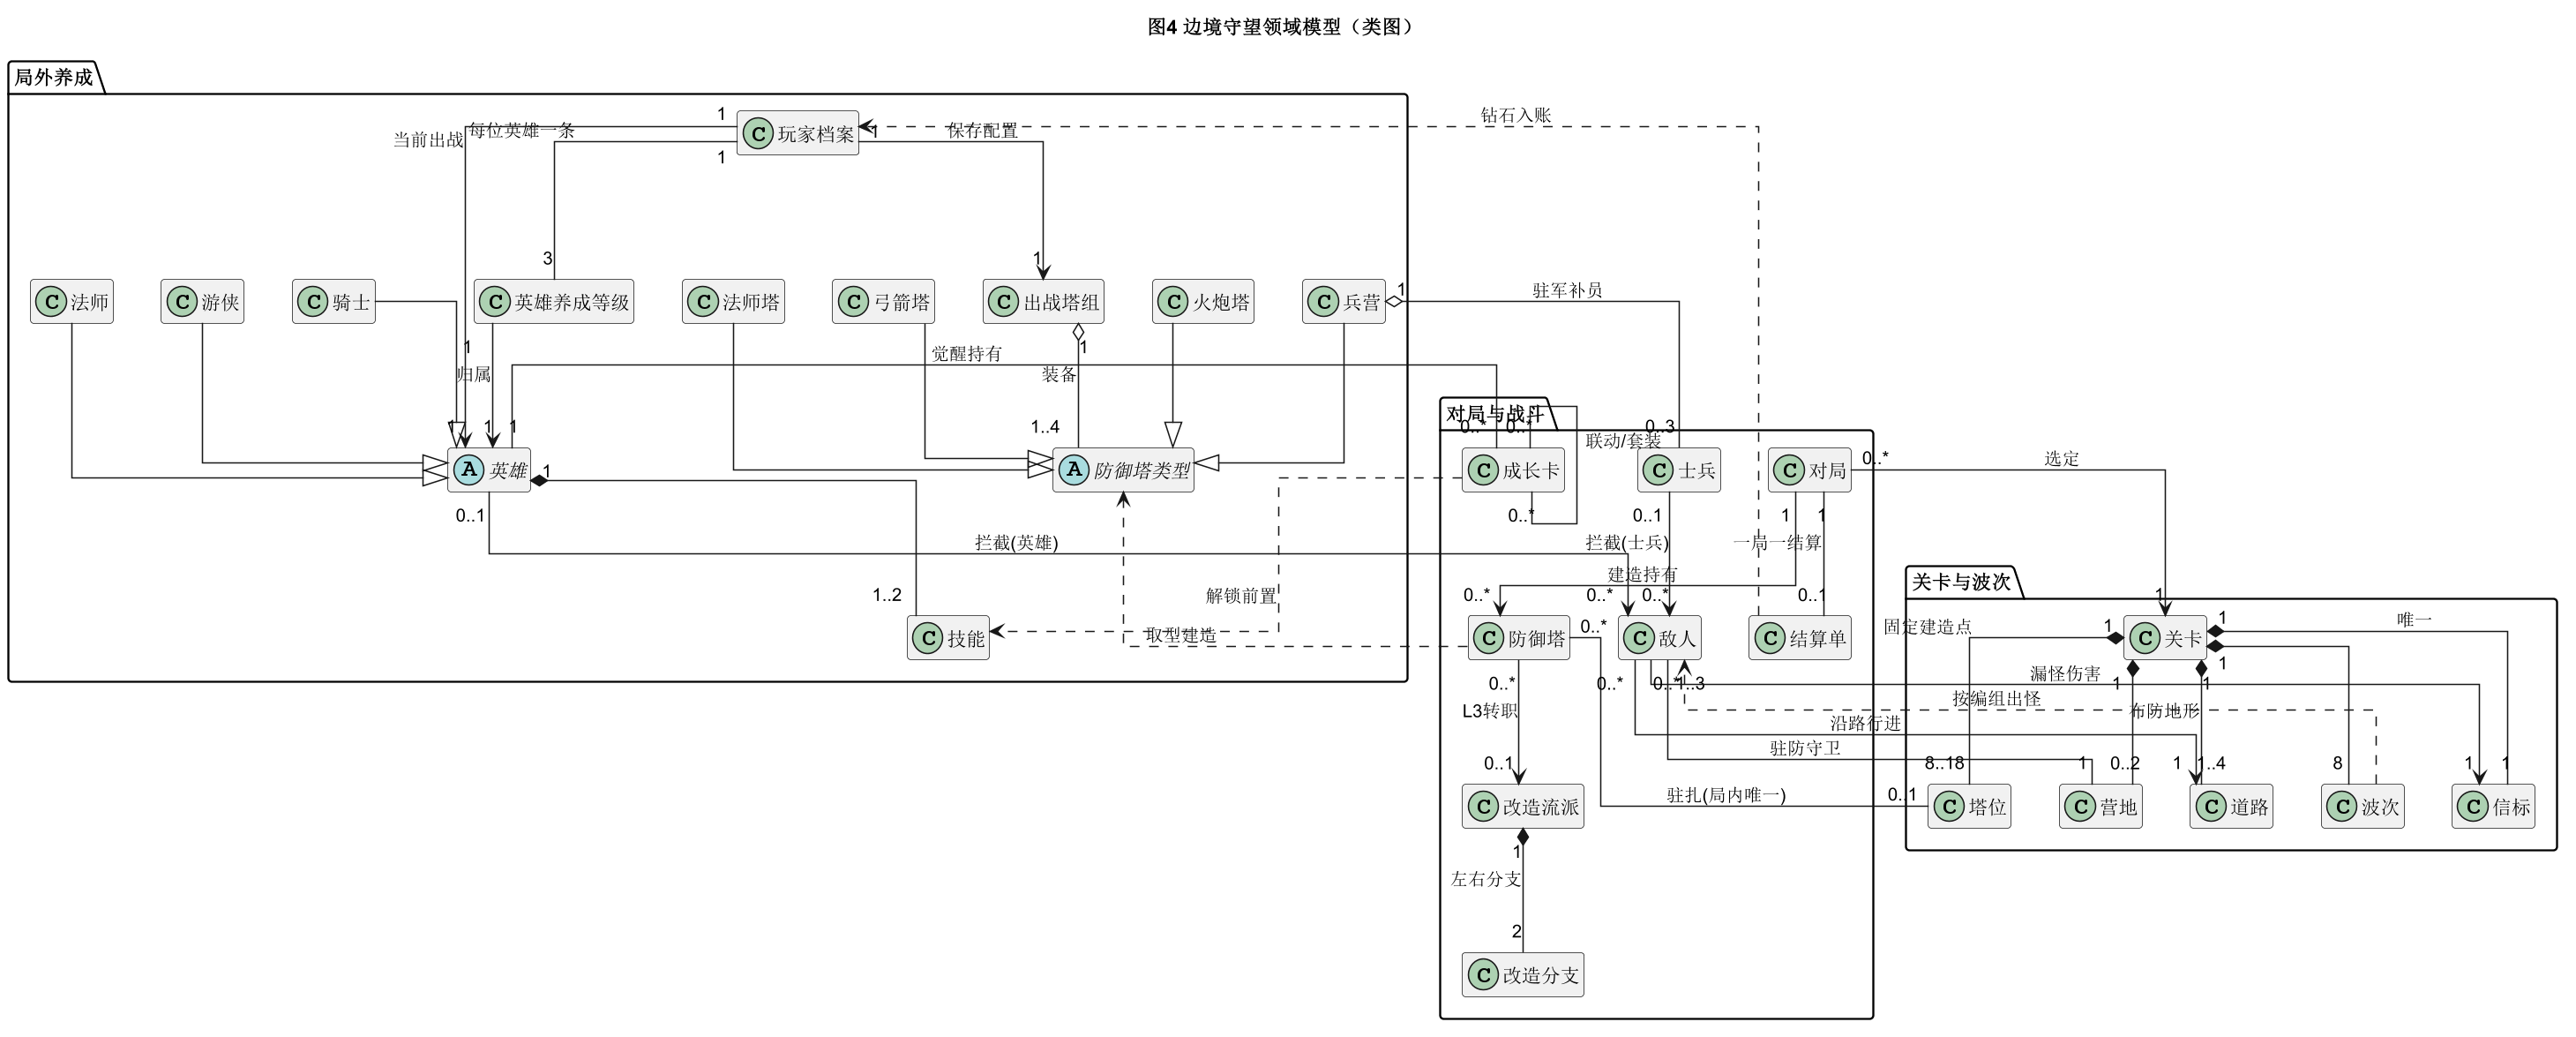 图4 边境守望领域模型（类图）
局外养成
1
每位英雄一条
当前出战
C 玩家档案
1
1
保存配置
钻石入账
3
1
C 法师
C 游侠
C 骑士
C 英雄养成等级
C 法师塔
C 弓箭塔
C 出战塔组
C 火炮塔
C 兵营
1
驻军补员
1
归属
1
觉醒持有
装备
1
1
1
1..4
对局与战斗
0..*
0..*
联动/套装
0..3
A 英雄
1
A 防御塔类型
C 成长卡
C 士兵
C 对局
0..*
选定
0..1
0..*
0..1
1
1
拦截(英雄)
拦截(士兵)
一局一结算
建造持有
关卡与波次
1..2
解锁前置
0..*
0..*
0..*
0..1
1
C 技能
取型建造
C 防御塔
0..*
C 敌人
C 结算单
固定建造点
1
C 关卡
1
唯一
1
0..*
0..*
0..*
1..3
漏怪伤害
1
1
L3转职
按编组出怪
布防地形
沿路行进
驻防守卫
0..1
8..18
1
0..2
1
1..4
8
1
1
C 改造流派
驻扎(局内唯一)
0..1
C 塔位
C 营地
C 道路
C 波次
C 信标
1
左右分支
2
C 改造分支